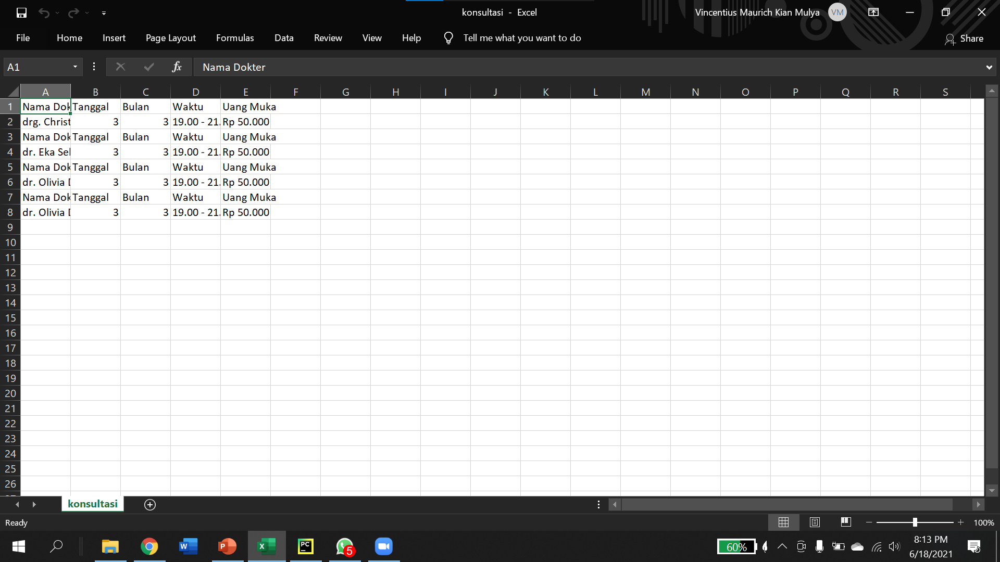 konsultasi - Excel
Vincentius Maurich Kian Mulya VM
File Home Insert Page Layout Formulas Data Review View Help Tell me what you want to do Share
A1 fx Nama Dokter
A B C D E F G H I J K L M N O P Q R S
1 Nama Dok Tanggal Bulan Waktu Uang Muka
2 drg. Christ 3 3 19.00 - 21. Rp 50.000
3 Nama Dok Tanggal Bulan Waktu Uang Muka
4 dr. Eka Sel 3 3 19.00 - 21. Rp 50.000
5 Nama Dok Tanggal Bulan Waktu Uang Muka
6 dr. Olivia 3 3 19.00 - 21. Rp 50.000
7 Nama Dok Tanggal Bulan Waktu Uang Muka
8 dr. Olivia 3 3 19.00 - 21. Rp 50.000
9
10
11
12
13
14
15
16
17
18
19
20
21
22
23
24
25
26
konsultasi
Ready 100%
W P X PC 5 60% 8:13 PM
6/18/2021